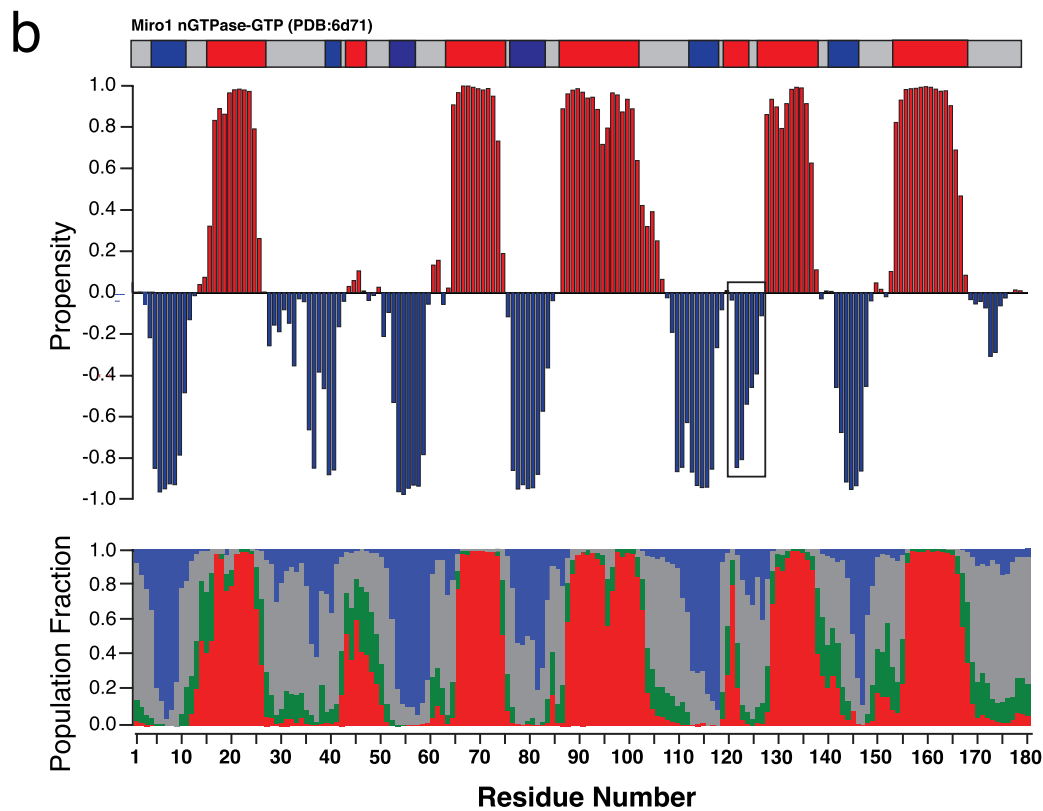 b
Miro1 nGTPase-GTP (PDB:6d71)
Propensity
1.0
0.8
0.6
0.4
0.2
0.0
-0.2
-0.4
-0.6
-0.8
-1.0
Population Fraction
1.0
0.8
0.6
0.4
0.2
0.0
1 10 20 30 40 50 60 70 80 90 100 110 120 130 140 150 160 170 180
Residue Number